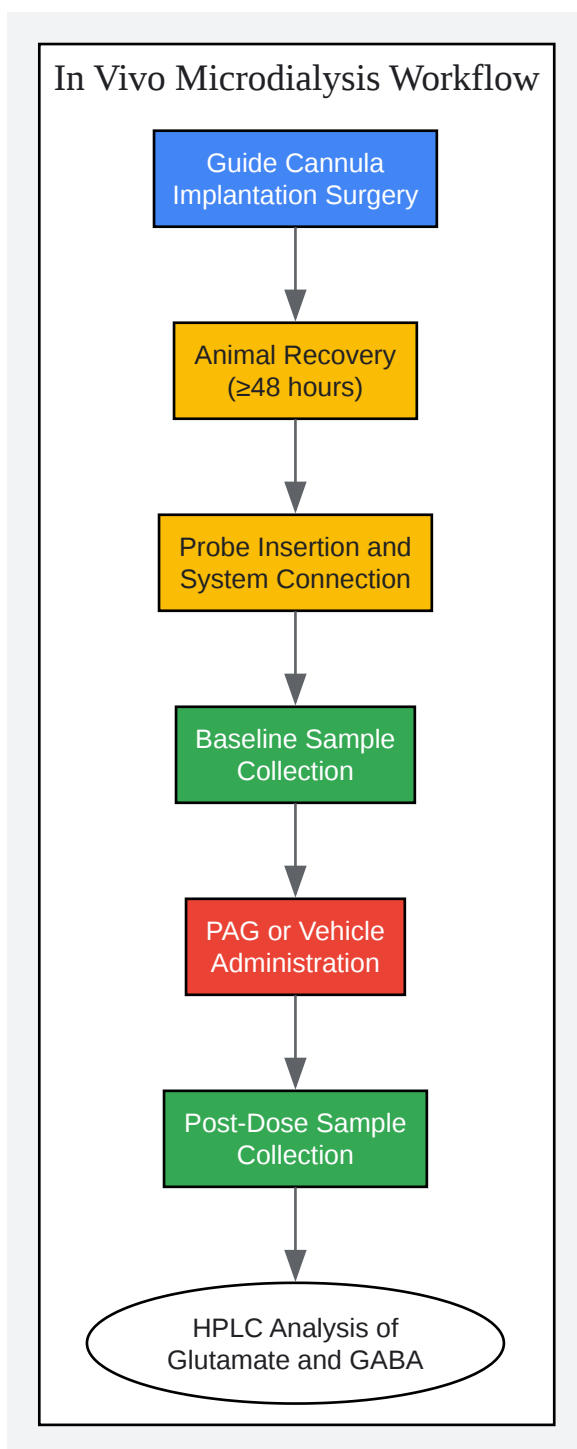 In Vivo Microdialysis Workflow
Guide Cannula
Implantation Surgery
Animal Recovery
(≥48 hours)
Probe Insertion and
System Connection
Baseline Sample
Collection
PAG or Vehicle
Administration
Post-Dose Sample
Collection
HPLC Analysis of
Glutamate and GABA